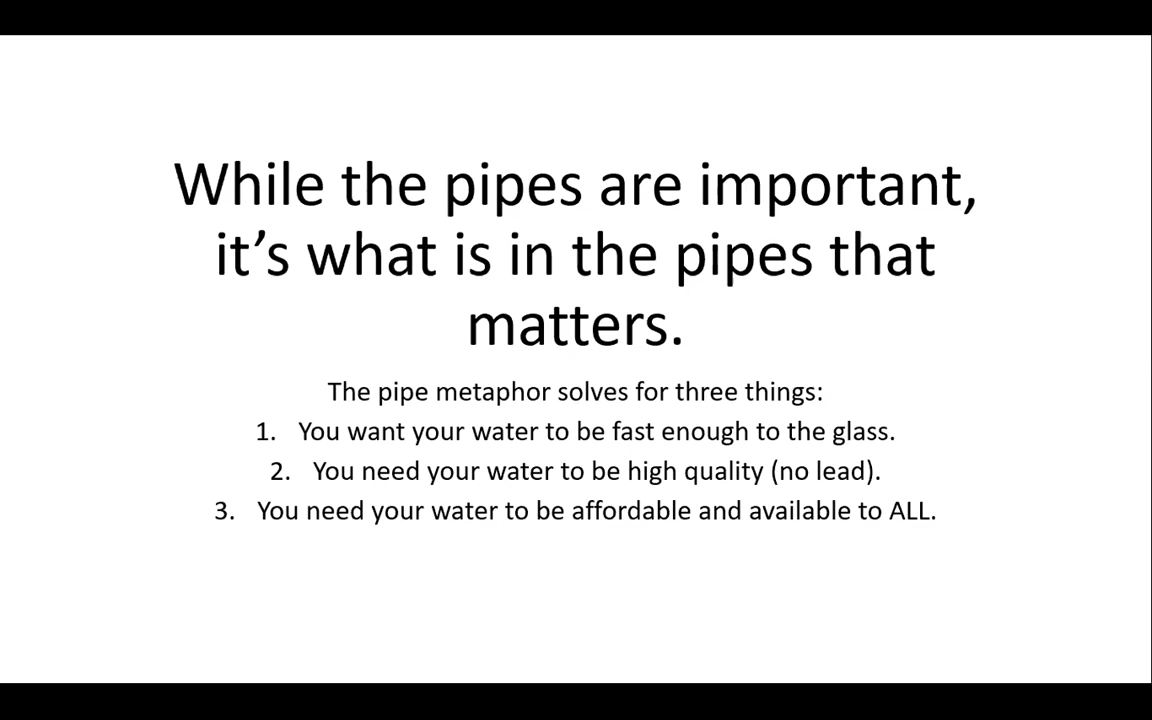 While the pipes are important,
it’s what is in the pipes that
matters.
The pipe metaphor solves for three things:
1. You want your water to be fast enough to the glass.
2. You need your water to be high quality (no lead).
3. You need your water to be affordable and available to ALL.